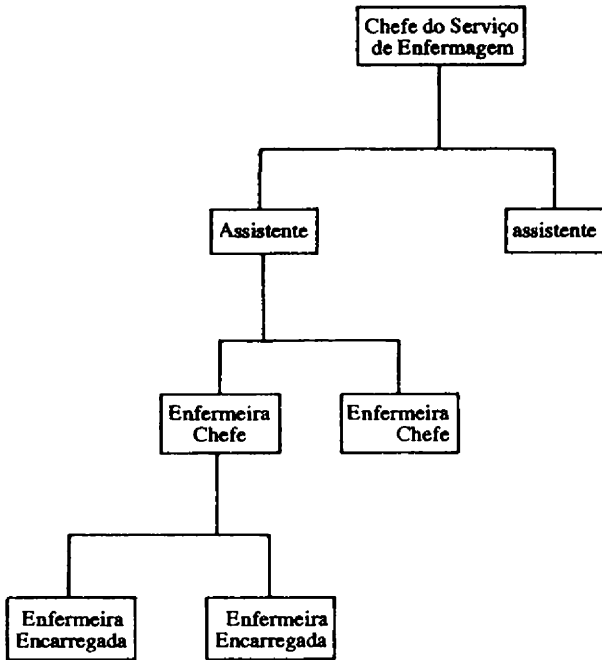 Chefe do Serviço
de Enfermagem
Assistente
assistente
Enfermeira
Chefe
Enfermeira
Chefe
Enfermeira
Encarregada
Enfermeira
Encarregada